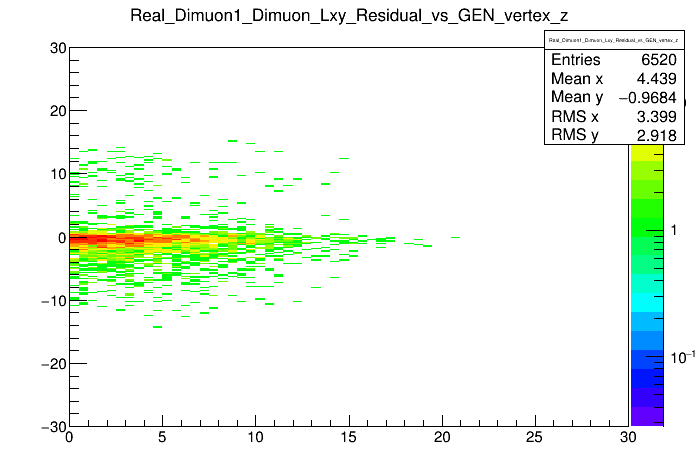 Real_Dimuon1_Dimuon_Lxy_Residual_vs_GEN_vertex_z
Real_Dimuon1_Dimuon_Lxy_Residual_vs_GEN_vertex_z
Entries 6520
Mean x 4.439
Mean y −0.9684
RMS x 3.399
RMS y 2.918
30
20
10
0
−10
−20
−30
0 5 10 15 20 25 30
1
10⁻¹